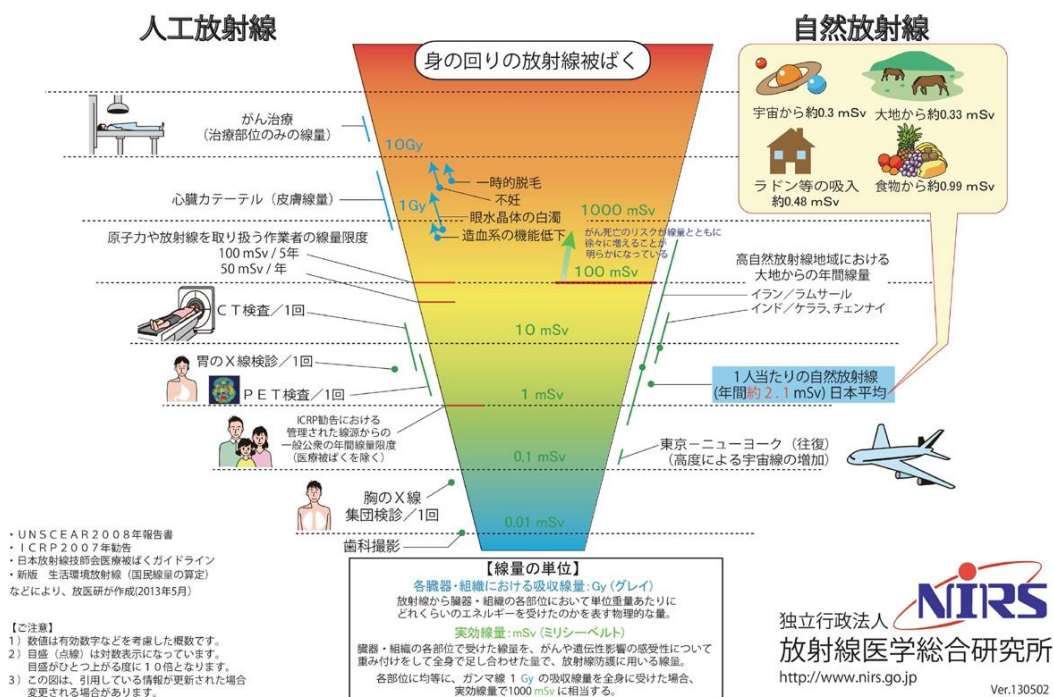 人工放射線
身の回りの放射線被ばく
自然放射線
宇宙から約0.3 mSv
大地から約0.33 mSv
ラドン等の吸入
約0.48 mSv
食物から約0.99 mSv
がん治療
(治療部位のみの線量)
10Gy
心臓カテーテル(皮膚線量)
1Gy
一時的脱毛
不妊
眼水晶体の白濁
造血系の機能低下
1000 mSv
がん死亡のリスクが線量とともに
徐々に増えることが
明らかになっている
100 mSv
原子力や放射線を取り扱う作業者の線量限度
100 mSv / 5年
50 mSv / 年
高自然放射線地域における
大地からの年間線量
イラン/ラムサール
インド/ケララ、チェンナイ
CT検査/1回
10 mSv
胃のX線検診/1回
PET検査/1回
1 mSv
1人当たりの自然放射線
(年間約2.1mSv)日本平均
ICRP勧告における
管理された線源からの
一般公衆の年間線量限度
(医療被ばくを除く)
0.1 mSv
東京-ニューヨーク(往復)
(高度による宇宙線の増加)
胸のX線
集団検診/1回
0.01 mSv
歯科撮影
・UNSCEAR2008年報告書
・ICRP2007年勧告
・日本放射線技師会医療被ばくガイドライン
・新版 生活環境放射線(国民線量の算定)
などにより、放医研が作成(2013年5月)
【ご注意】
1)数値は有効数字などを考慮した概数です。
2)目盛(点線)は対数表示になっています。
目盛がひとつ上がる度に10倍となります。
3)この図は、引用している情報が更新された場合
変更される場合があります。
【線量の単位】
各臓器・組織における吸収線量:Gy(グレイ)
放射線から臓器・組織の各部位において単位重量あたりに
どれくらいのエネルギーを受けたのかを表す物理的な量。
実効線量:mSv(ミリシーベルト)
臓器・組織の各部位で受けた線量を、がんや遺伝性影響の感受性について
重み付けをして全身で足し合わせた量で、放射線防護に用いる線量。
各部位に均等に、ガンマ線 1 Gy の吸収線量を全身に受けた場合、
実効線量で1000 mSv に相当する。
NIRS
独立行政法人
放射線医学総合研究所
http://www.nirs.go.jp
Ver.130502